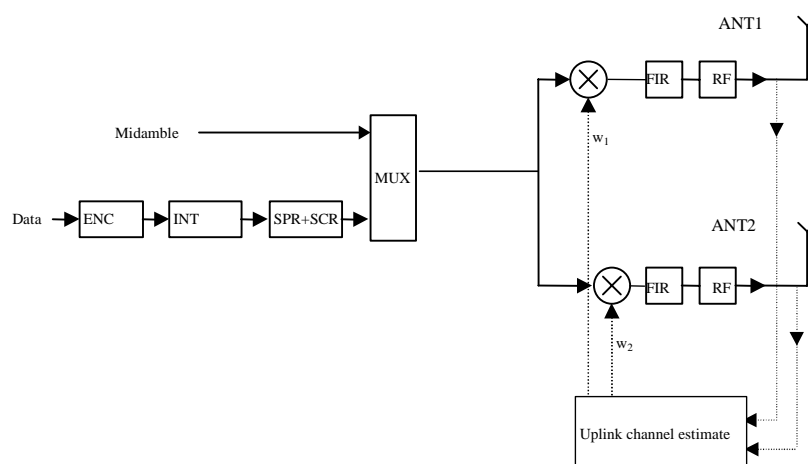 ANT1
FIR
RF
Midamble
w1
MUX
Data
ENC
INT
SPR+SCR
ANT2
FIR
RF
w2
Uplink channel estimate